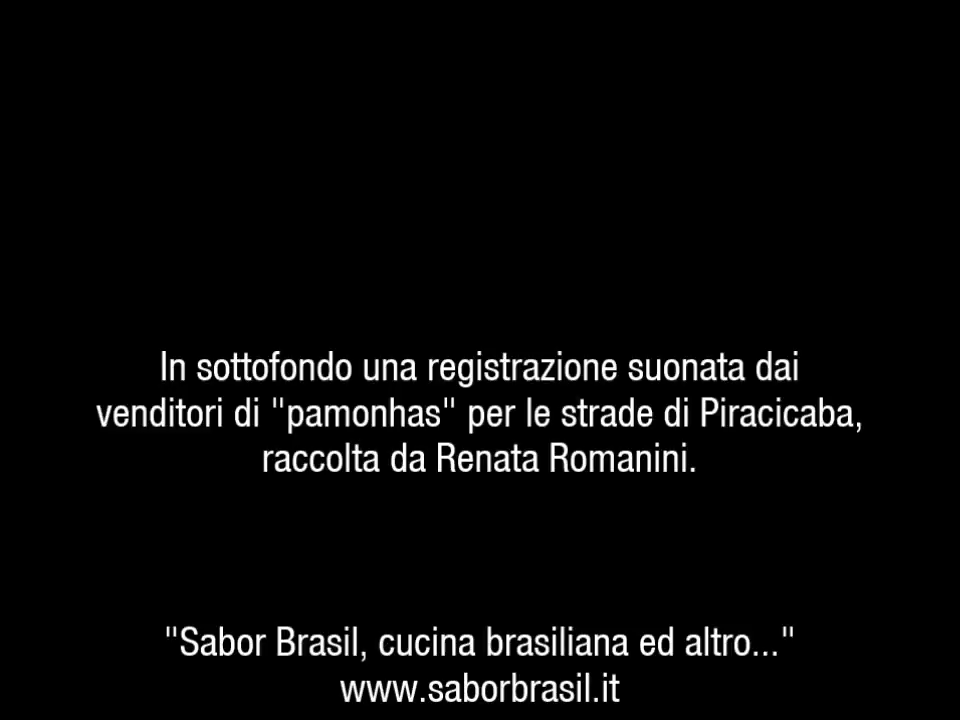 In sottofondo una registrazione suonata dai
venditori di "pamonhas" per le strade di Piracicaba,
raccolta da Renata Romanini.
"Sabor Brasil, cucina brasiliana ed altro..."
www.saborbrasil.it